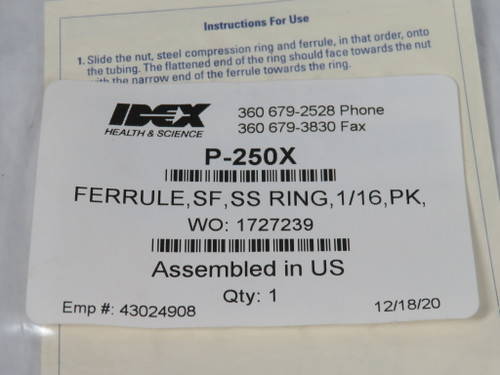 Instructions For Use
1. Slide the nut, steel compression ring and ferrule, in that order, onto
the tubing. The flattened end of the ring should face towards the nut
with the narrow end of the ferrule towards the ring.
IDEX
HEALTH & SCIENCE
360 679-2528 Phone
360 679-3830 Fax
P-250X
FERRULE,SF,SS RING,1/16,PK,
WO: 1727239
Assembled in US
Qty: 1
Emp #: 43024908
12/18/20